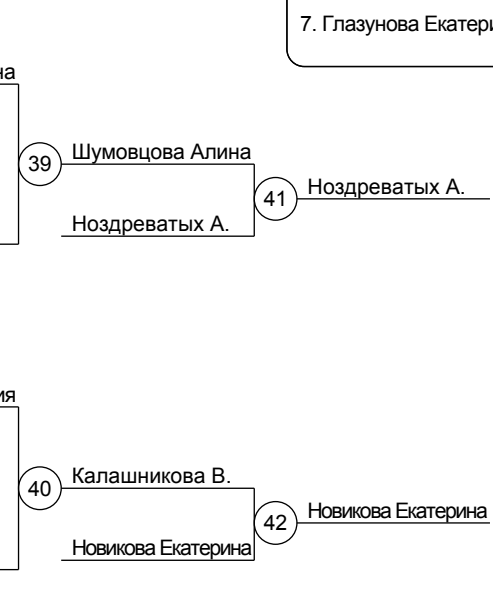 7. Глазунова
39
Шумовцова Алина
Ноздреватых А.
41
Ноздреватых А.
40
Калашникова В.
Новикова Екатерина
42
Новикова Екатерина